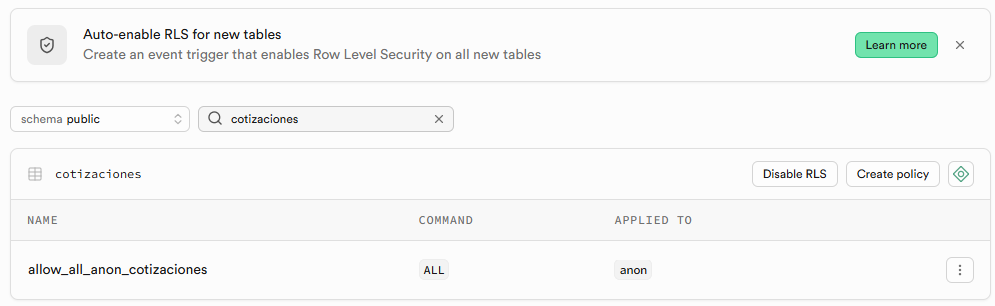 Auto-enable RLS for new tables
Create an event trigger that enables Row Level Security on all new tables
Learn more
schema public
cotizaciones
cotizaciones
Disable RLS
Create policy
NAME COMMAND APPLIED TO
allow_all_anon_cotizaciones ALL anon